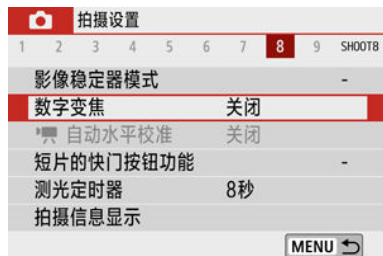 拍摄设置
1 2 3 4 5 6 7 8 9 SHOOT8
影像稳定器模式 -
数字变焦 关闭
自动水平校准 关闭
短片的快门按钮功能 -
测光定时器 8秒
拍摄信息显示
MENU